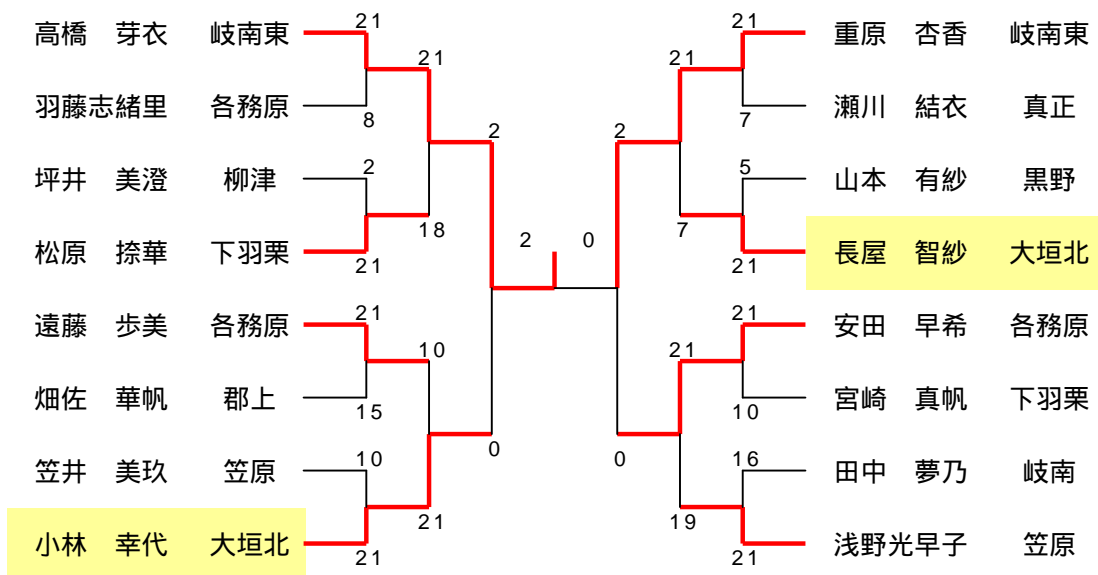 21 21
高橋 芽衣 岐南東 重原 杏香 岐南東
21 21
羽藤志緒里 各務原 瀬川 結衣 真正
8 7
2 2
坪井 美澄 柳津 2 5 山本 有紗 黒野
18 7
松原 捺華 下羽栗 2 0 長屋 智紗 大垣北
21 21
遠藤 歩美 各務原 21 21 安田 早希 各務原
10 21
畑佐 華帆 郡上 宮崎 真帆 下羽栗
15 10
0 0
笠井 美玖 笠原 10 16 田中 夢乃 岐南
21 19
小林 幸代 大垣北 浅野光早子 笠原
21 21